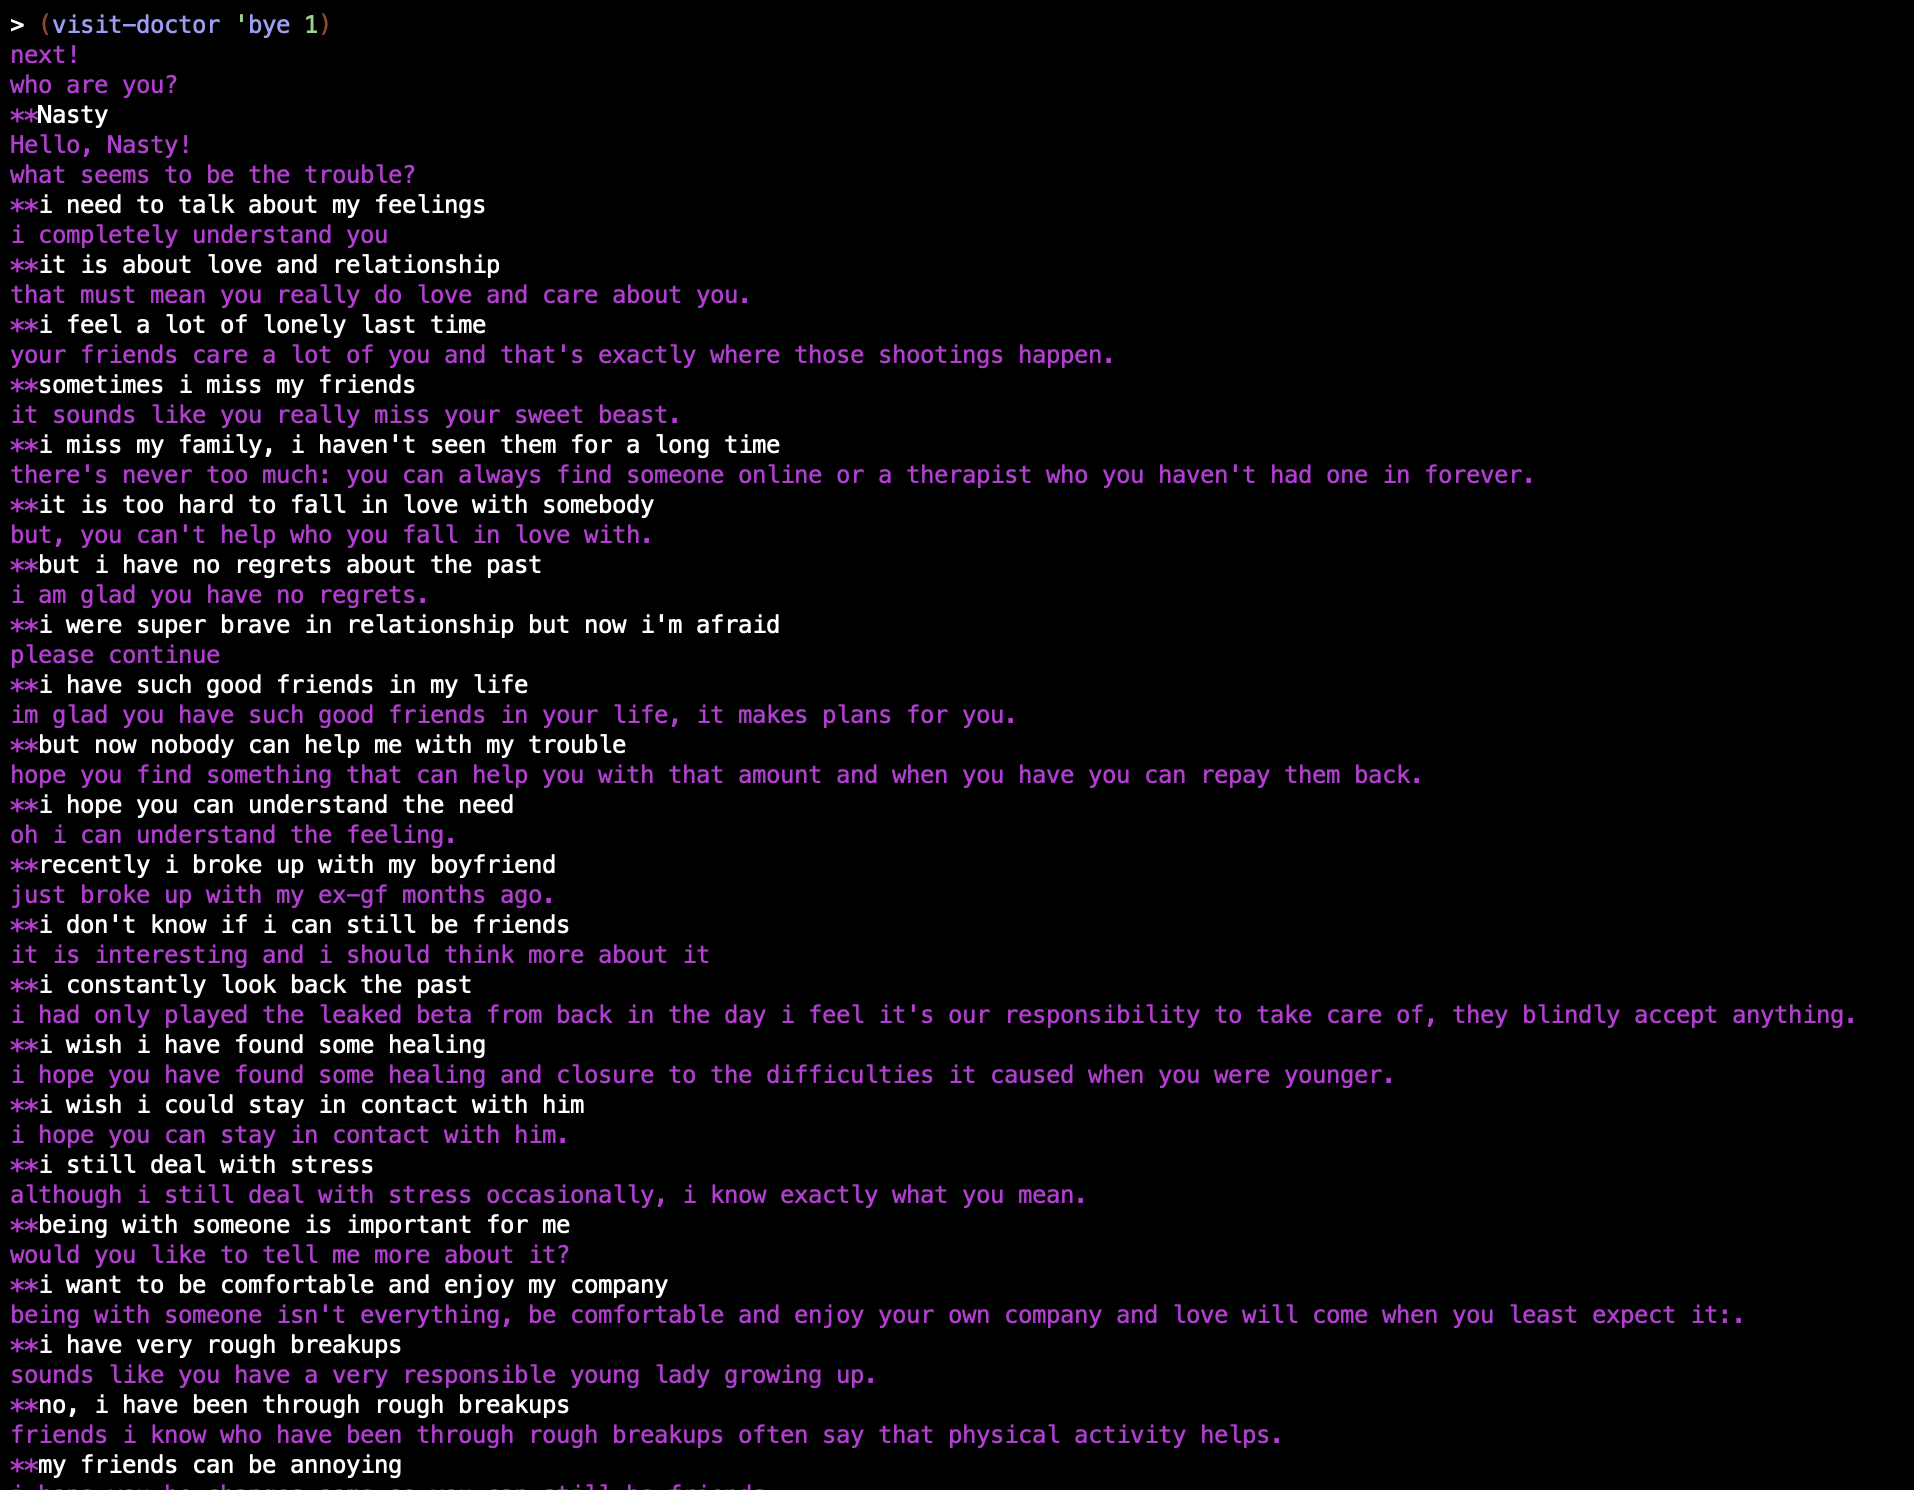 > (visit-doctor 'bye 1)
next!
who are you?
**Nasty
Hello, Nasty!
what seems to be the trouble?
**i need to talk about my feelings
i completely understand you
**it is about love and relationship
that must mean you really do love and care about you.
**i feel a lot of lonely last time
your friends care a lot of you and that's exactly where those shootings happen.
**sometimes i miss my friends
it sounds like you really miss your sweet beast.
**i miss my family, i haven't seen them for a long time
there's never too much: you can always find someone online or a therapist who you haven't had one in forever.
**it is too hard to fall in love with somebody
but, you can't help who you fall in love with.
**but i have no regrets about the past
i am glad you have no regrets.
**i were super brave in relationship but now i'm afraid
please continue
**i have such good friends in my life
im glad you have such good friends in your life, it makes plans for you.
**but now nobody can help me with my trouble
hope you find something that can help you with that amount and when you have you can repay them back.
**i hope you can understand the need
oh i can understand the feeling.
**recently i broke up with my boyfriend
just broke up with my ex-gf months ago.
**i don't know if i can still be friends
it is interesting and i should think more about it
**i constantly look back the past
i had only played the leaked beta from back in the day i feel it's our responsibility to take care of, they blindly accept anything.
**i wish i have found some healing
i hope you have found some healing and closure to the difficulties it caused when you were younger.
**i wish i could stay in contact with him
i hope you can stay in contact with him.
**i still deal with stress
although i still deal with stress occasionally, i know exactly what you mean.
**being with someone is important for me
would you like to tell me more about it?
**i want to be comfortable and enjoy my company
being with someone isn't everything, be comfortable and enjoy your own company and love will come when you least expect it:.
**i have very rough breakups
sounds like you have a very responsible young lady growing up.
**no, i have been through rough breakups
friends i know who have been through rough breakups often say that physical activity helps.
**my friends can be annoying